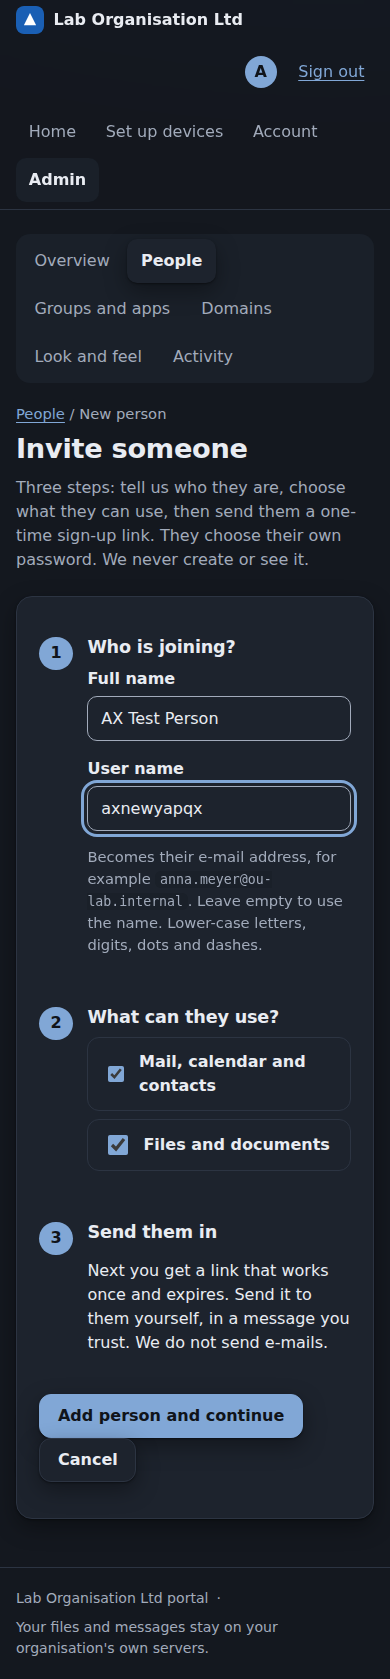 Lab Organisation Ltd
A Sign out
Home Set up devices Account
Admin
Overview People
Groups and apps Domains
Look and feel Activity
People / New person
Invite someone
Three steps: tell us who they are, choose
what they can use, then send them a one-
time sign-up link. They choose their own
password. We never create or see it.
1 Who is joining?
Full name
AX Test Person
User name
axnewyapqx
Becomes their e-mail address, for
example anna.meyer@ou-
lab.internal . Leave empty to use
the name. Lower-case letters,
digits, dots and dashes.
2 What can they use?
Mail, calendar and
contacts
Files and documents
3 Send them in
Next you get a link that works
once and expires. Send it to
them yourself, in a message you
trust. We do not send e-mails.
Add person and continue
Cancel
Lab Organisation Ltd portal ·
Your files and messages stay on your
organisation's own servers.